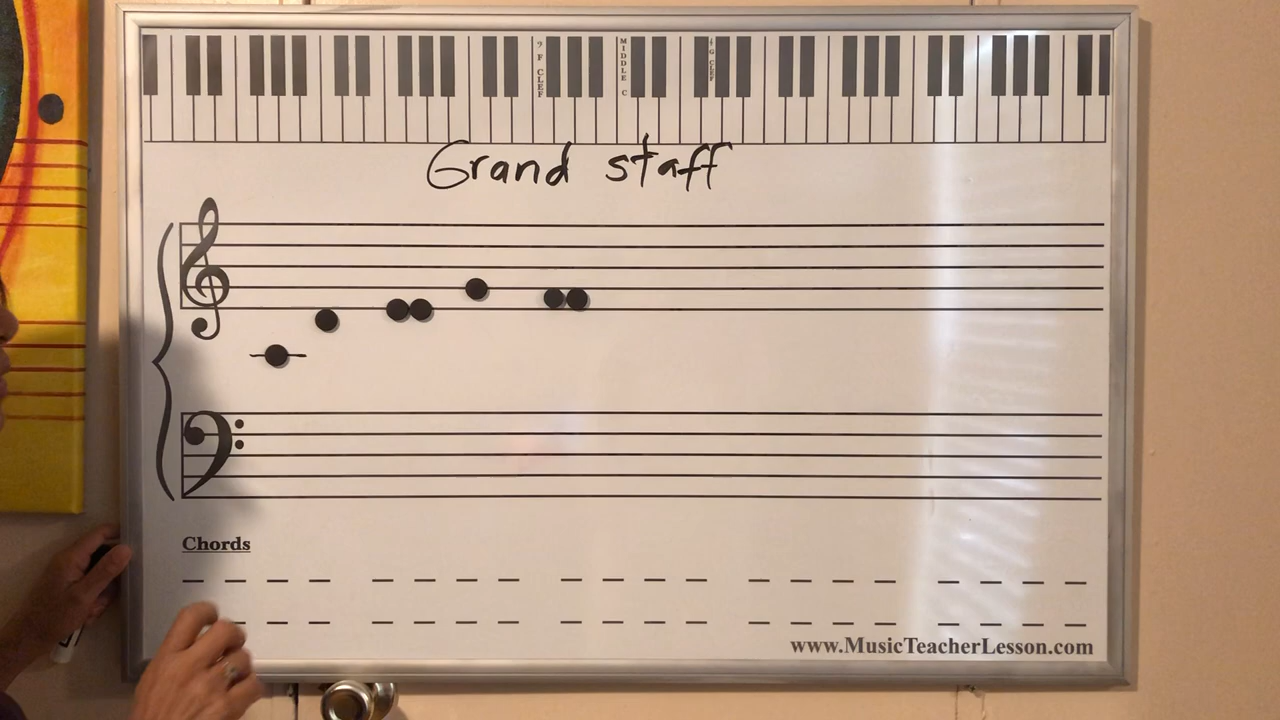 F CLEF
MIDDLE C
G CLEF
Grand staff
Chords
www.MusicTeacherLesson.com